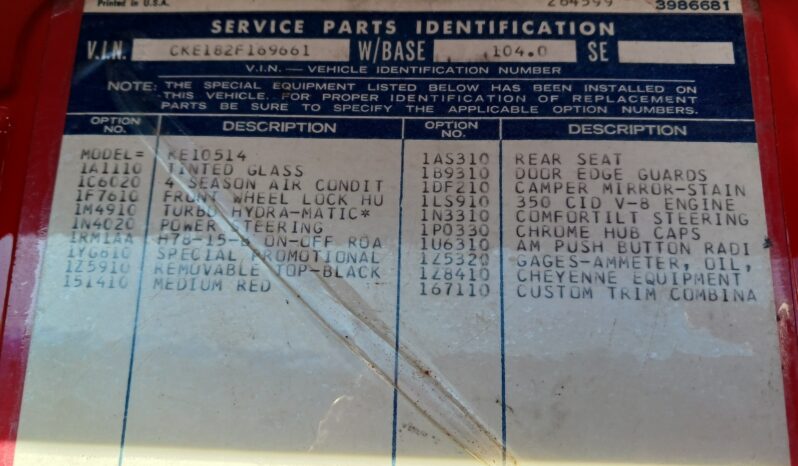 Printed in U.S.A. 264599 3986681
SERVICE PARTS IDENTIFICATION
V.I.N. CKE182F169661 W/BASE 104.0 SE
V.I.N. — VEHICLE IDENTIFICATION NUMBER
NOTE: THE SPECIAL EQUIPMENT LISTED BELOW HAS BEEN INSTALLED ON
THIS VEHICLE. FOR PROPER IDENTIFICATION OF REPLACEMENT
PARTS BE SURE TO SPECIFY THE APPLICABLE OPTION NUMBERS.
OPTION NO. DESCRIPTION
MODEL= KE10514
1A1110 TINTED GLASS
1C6020 4 SEASON AIR CONDIT
1F7610 FRONT WHEEL LOCK HU
1M4910 TURBO HYDRA-MATIC*
1N4020 POWER STEERING
1RM1AA H78-15-B ON-OFF ROA
1YG610 SPECIAL PROMOTIONAL
1Z5910 REMOVABLE TOP-BLACK
151410 MEDIUM RED
OPTION NO. DESCRIPTION
1AS310 REAR SEAT
1B9310 DOOR EDGE GUARDS
1DF210 CAMPER MIRROR-STAIN
1LS910 350 CID V-8 ENGINE
1N3310 COMFORTILT STEERING
1P0330 CHROME HUB CAPS
1U6310 AM PUSH BUTTON RADI
1Z5320 GAGES-AMMETER, OIL,
1Z8410 CHEYENNE EQUIPMENT
167110 CUSTOM TRIM COMBINA